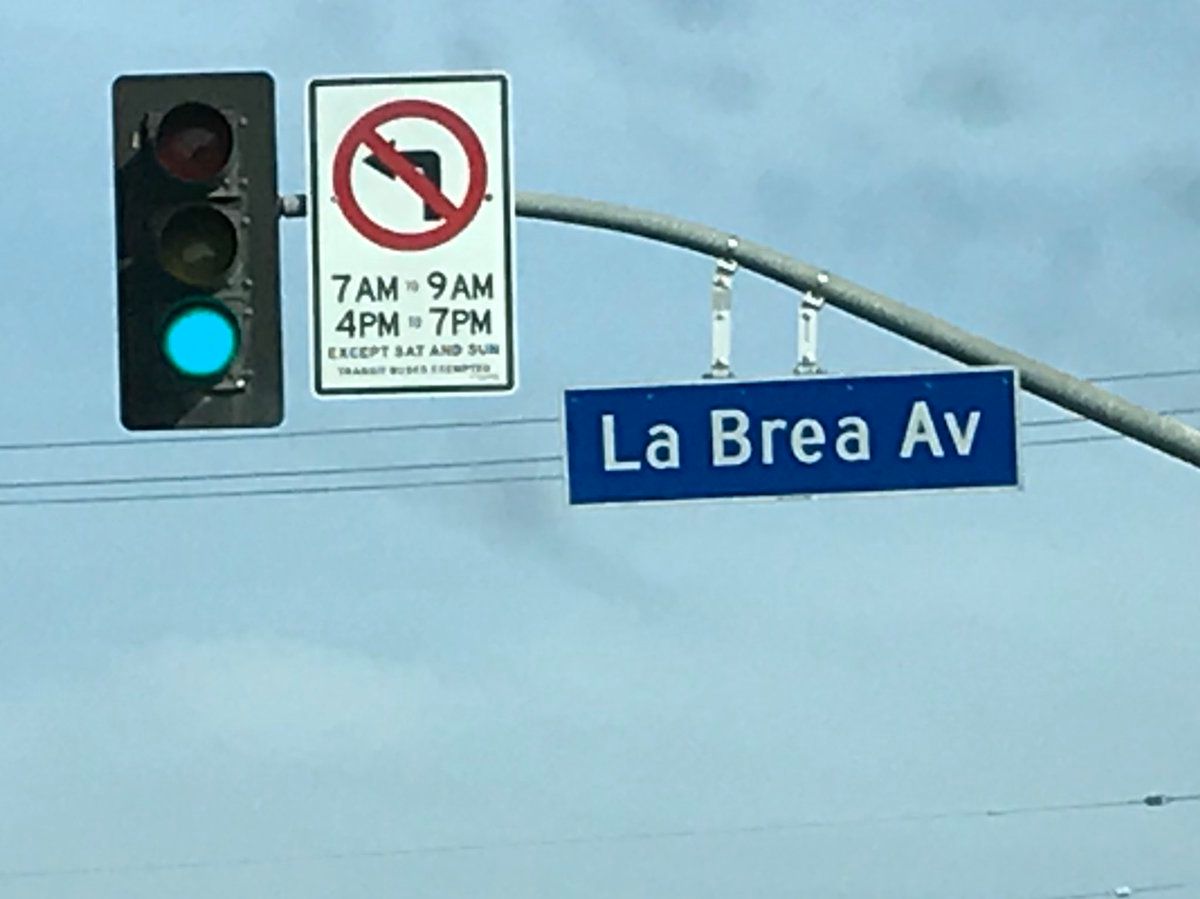 7AM TO 9AM
4PM TO 7PM
EXCEPT SAT AND SUN
TRANSIT BUSES EXEMPTED
La Brea Av